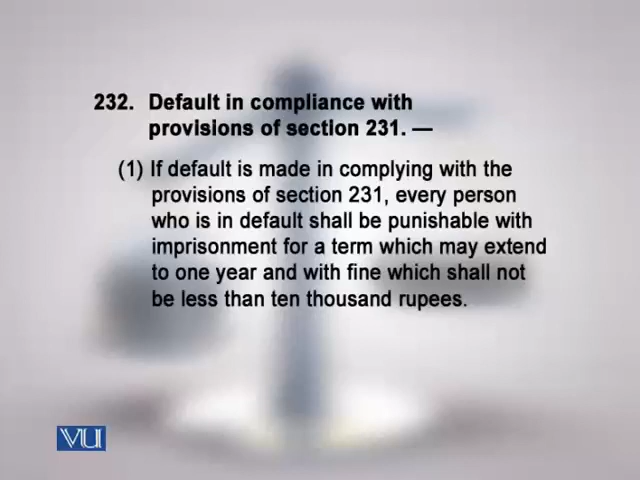 232. Default in compliance with
provisions of section 231. —
(1) If default is made in complying with the
provisions of section 231, every person
who is in default shall be punishable with
imprisonment for a term which may extend
to one year and with fine which shall not
be less than ten thousand rupees.
VU